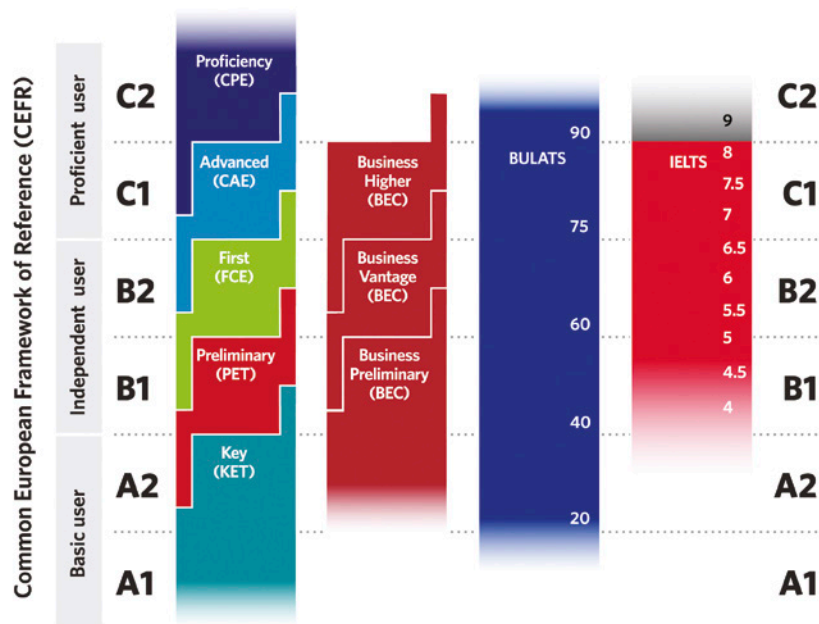 Common European Framework of Reference (CEFR)
Proficient user
Independent user
Basic user
C2
C1
B2
B1
A2
A1
Proficiency
(CPE)
Advanced
(CAE)
First
(FCE)
Preliminary
(PET)
Key
(KET)
Business
Higher
(BEC)
Business
Vantage
(BEC)
Business
Preliminary
(BEC)
BULATS
90
75
60
40
20
IELTS
9
8
7.5
7
6.5
6
5.5
5
4.5
4
C2
C1
B2
B1
A2
A1